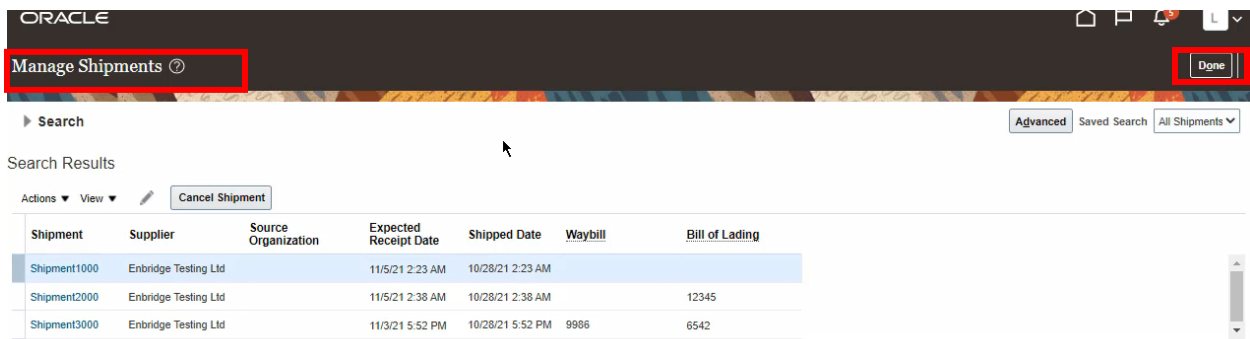 ORACLE 5 L
Manage Shipments ? Done
Search Advanced Saved Search All Shipments
Search Results
Actions View Cancel Shipment
Shipment Supplier Source Organization Expected Receipt Date Shipped Date Waybill Bill of Lading
Shipment1000 Enbridge Testing Ltd 11/5/21 2:23 AM 10/28/21 2:23 AM
Shipment2000 Enbridge Testing Ltd 11/5/21 2:38 AM 10/28/21 2:38 AM 12345
Shipment3000 Enbridge Testing Ltd 11/3/21 5:52 PM 10/28/21 5:52 PM 9986 6542